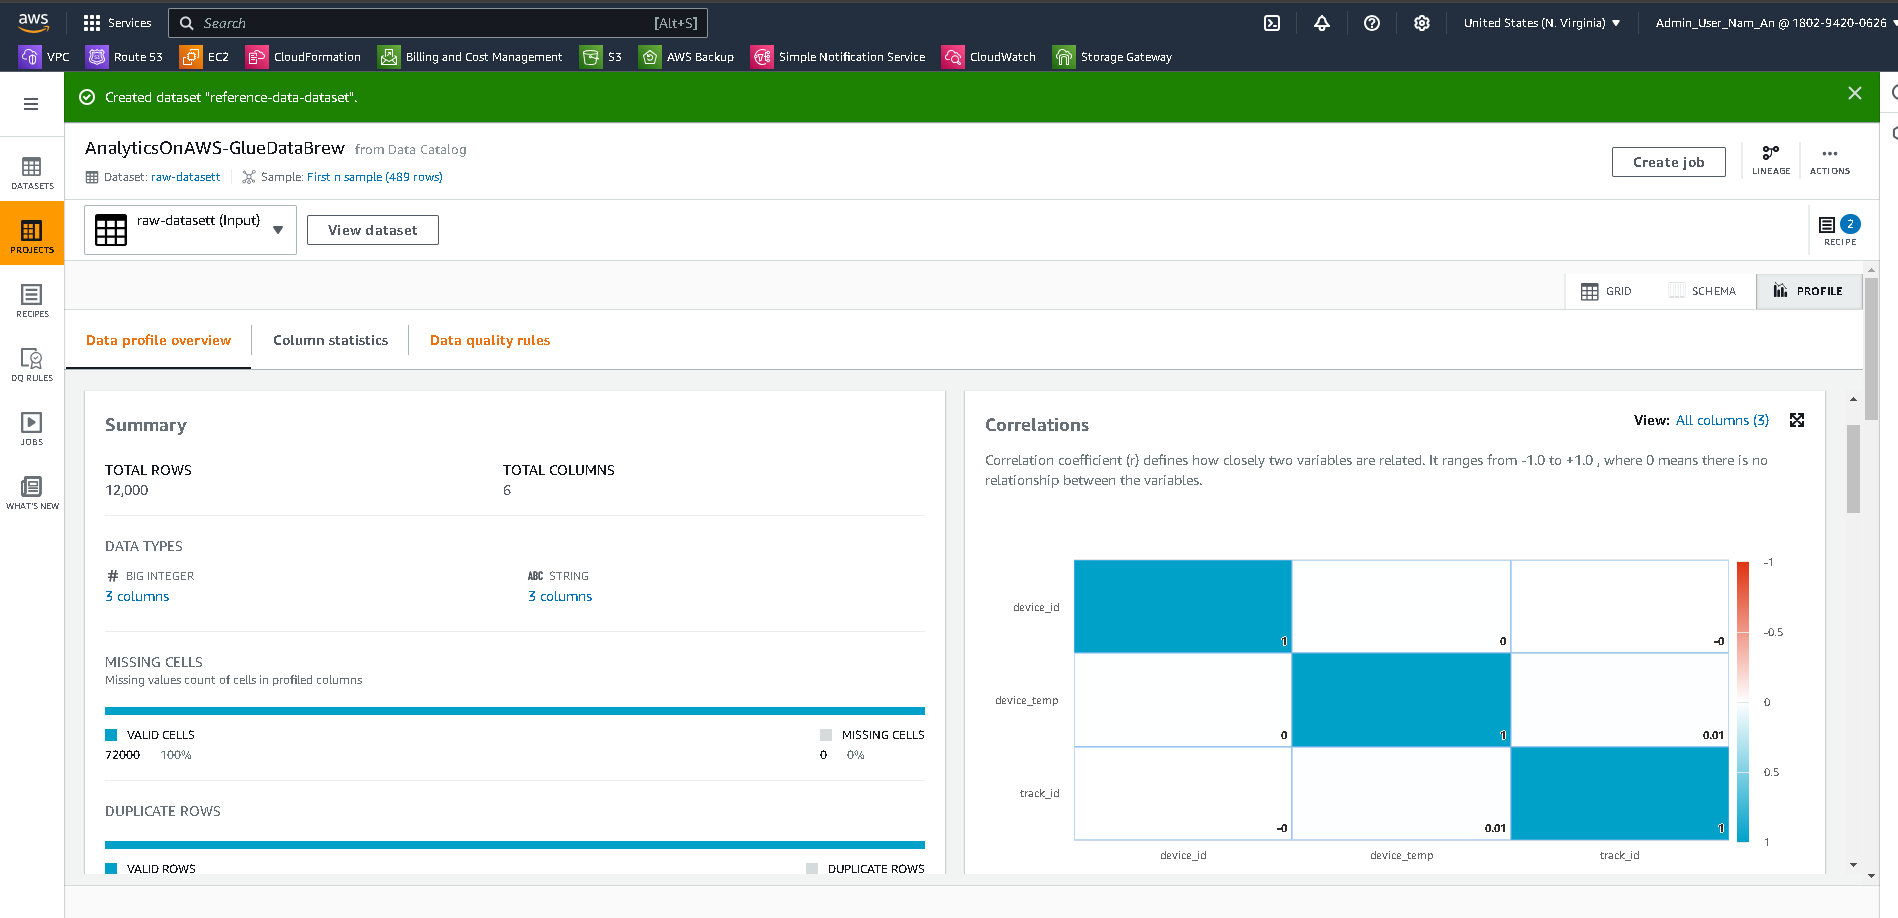 aws
Services
Search
[Alt+S]
United States (N. Virginia)
Admin_User_Nam_An @ 1802-9420-0626
VPC
Route 53
EC2
CloudFormation
Billing and Cost Management
S3
AWS Backup
Simple Notification Service
CloudWatch
Storage Gateway
Created dataset "reference-data-dataset".
AnalyticsOnAWS-GlueDataBrew from Data Catalog
Dataset: raw-datasett
Sample: First n sample (489 rows)
Create job
LINEAGE
ACTIONS
DATASETS
PROJECTS
RECIPES
DQ RULES
JOBS
WHAT'S NEW
raw-datasett (Input)
View dataset
2
RECIPE
GRID
SCHEMA
PROFILE
Data profile overview
Column statistics
Data quality rules
Summary
TOTAL ROWS
12,000
TOTAL COLUMNS
6
DATA TYPES
# BIG INTEGER
3 columns
ABC STRING
3 columns
MISSING CELLS
Missing values count of cells in profiled columns
VALID CELLS
72000 100%
MISSING CELLS
0 0%
DUPLICATE ROWS
VALID ROWS
DUPLICATE ROWS
Correlations
View: All columns (3)
Correlation coefficient (r) defines how closely two variables are related. It ranges from -1.0 to +1.0 , where 0 means there is no
relationship between the variables.
device_id
1
0
-0
device_temp
0
1
0.01
track_id
-0
0.01
1
device_id
device_temp
track_id
-1
-0.5
0
0.5
1